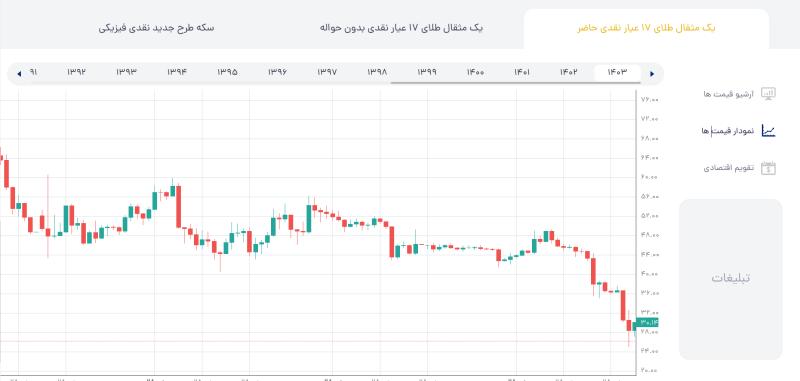 یک مثقال طلای ۱۷ عیار نقدی حاضر
یک مثقال طلای ۱۷ عیار نقدی بدون حواله
سکه طرح جدید نقدی فیزیکی
۱۴۰۳ ۱۴۰۲ ۱۴۰۱ ۱۴۰۰ ۱۳۹۹ ۱۳۹۸ ۱۳۹۷ ۱۳۹۶ ۱۳۹۵ ۱۳۹۴ ۱۳۹۳ ۱۳۹۲ ۹۱
آرشیو قیمت ها
نمودار قیمت ها
تقویم اقتصادی
تبلیغات
۷۶.۰۰
۷۲.۰۰
۶۸.۰۰
۶۴.۰۰
۶۰.۰۰
۵۶.۰۰
۵۲.۰۰
۴۸.۰۰
۴۴.۰۰
۴۰.۰۰
۳۶.۰۰
۳۲.۰۰
۳۰.۱۴
۲۸.۰۰
۲۴.۰۰
۲۰.۰۰